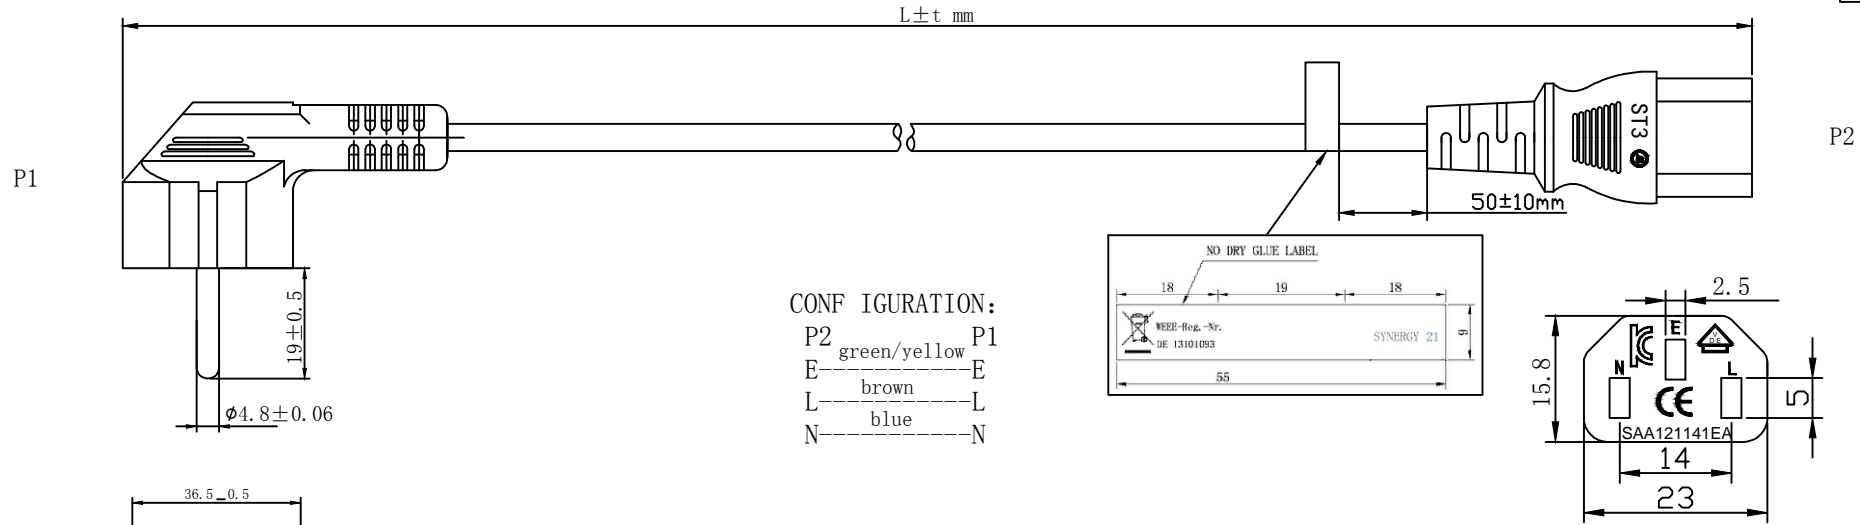 L±t mm
P1
P2
ST3
50±10mm
NO DRY GLUE LABEL
18
19
18
WEEE-Reg.-Nr.
DE 13101093
SYNERGY 21
9
55
19±0.5
ϕ4.8±0.06
CONF IGURATION:
P2 P1
green/yellow
E-----------E
brown
L-----------L
blue
N-----------N
2.5
15.8
E
V
DE
N
L
CE
5
SAA121141EA
14
23
36.5_0.5